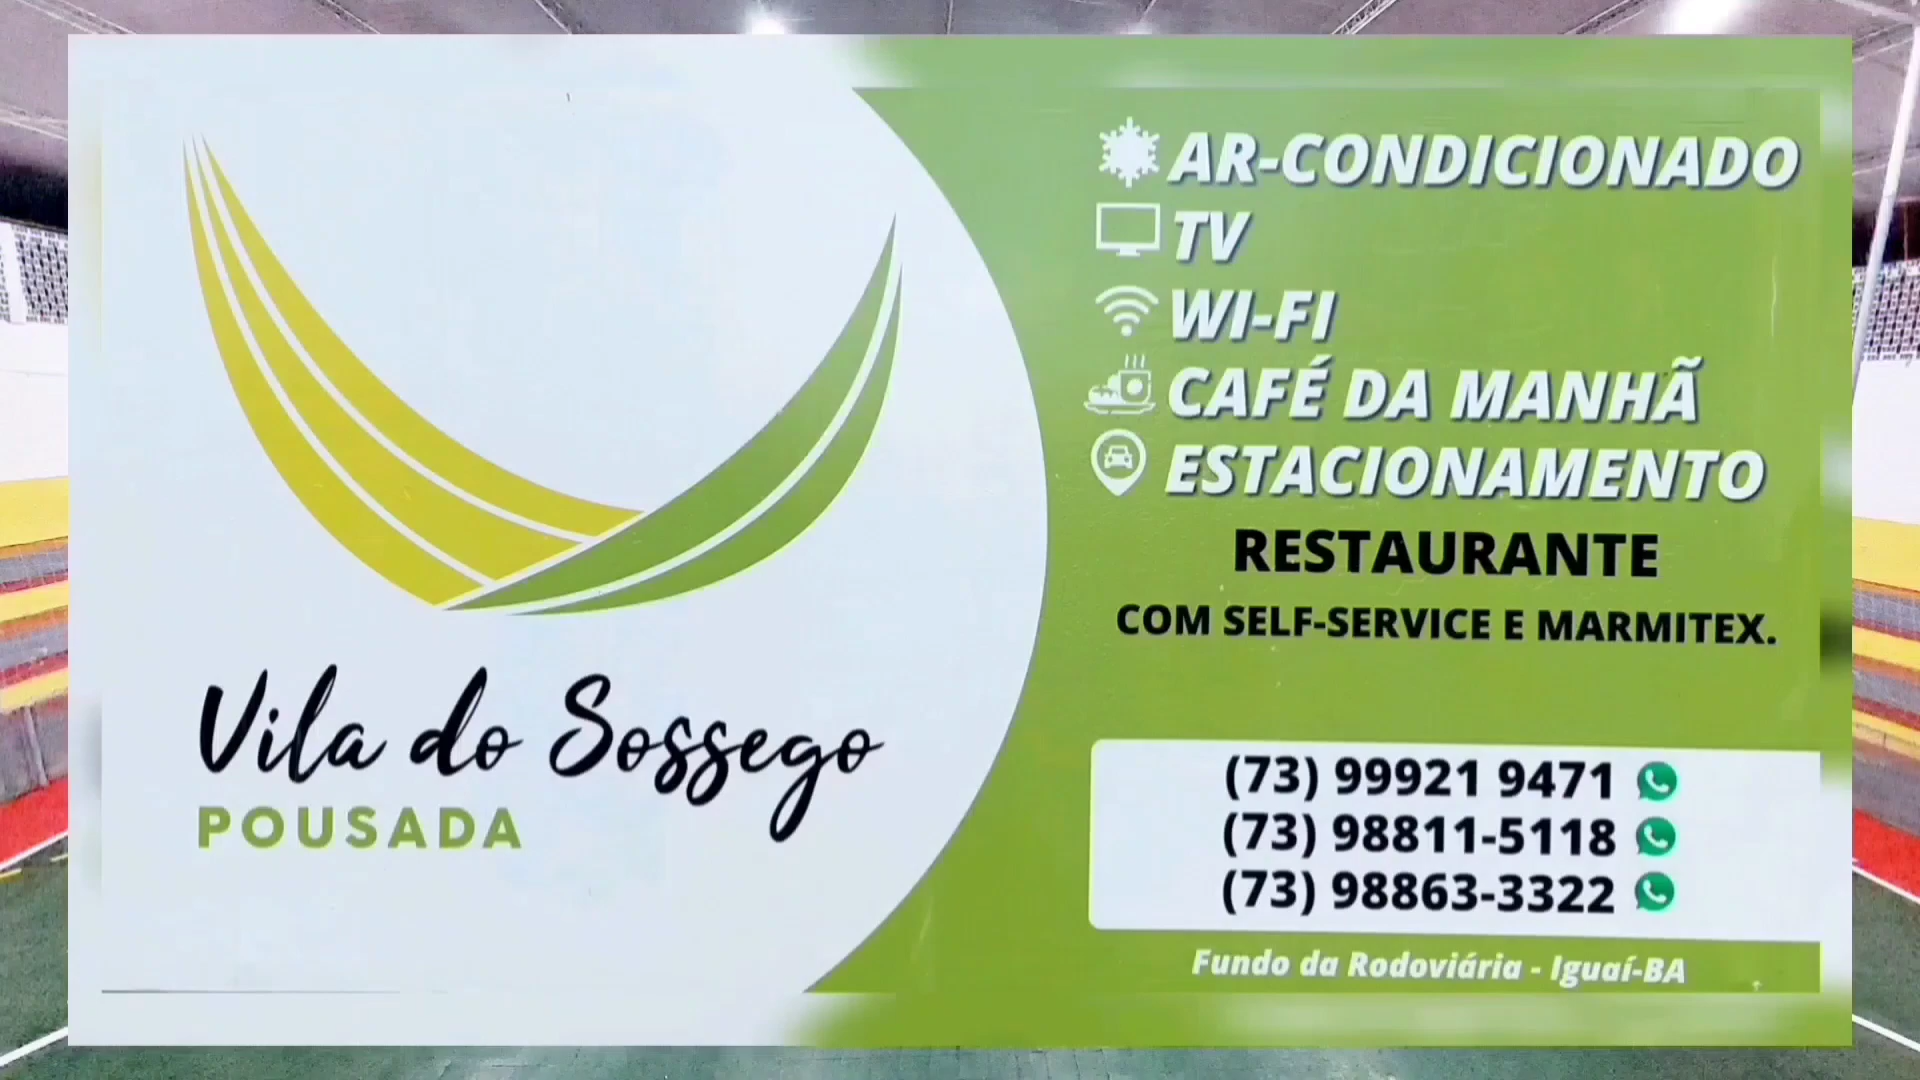 Vila do Sossego
POUSADA
AR-CONDICIONADO
TV
WI-FI
CAFÉ DA MANHÃ
ESTACIONAMENTO
RESTAURANTE
COM SELF-SERVICE E MARMITEX.
(73) 99921 9471
(73) 98811-5118
(73) 98863-3322
Fundo da Rodoviária - Iguaí-BA